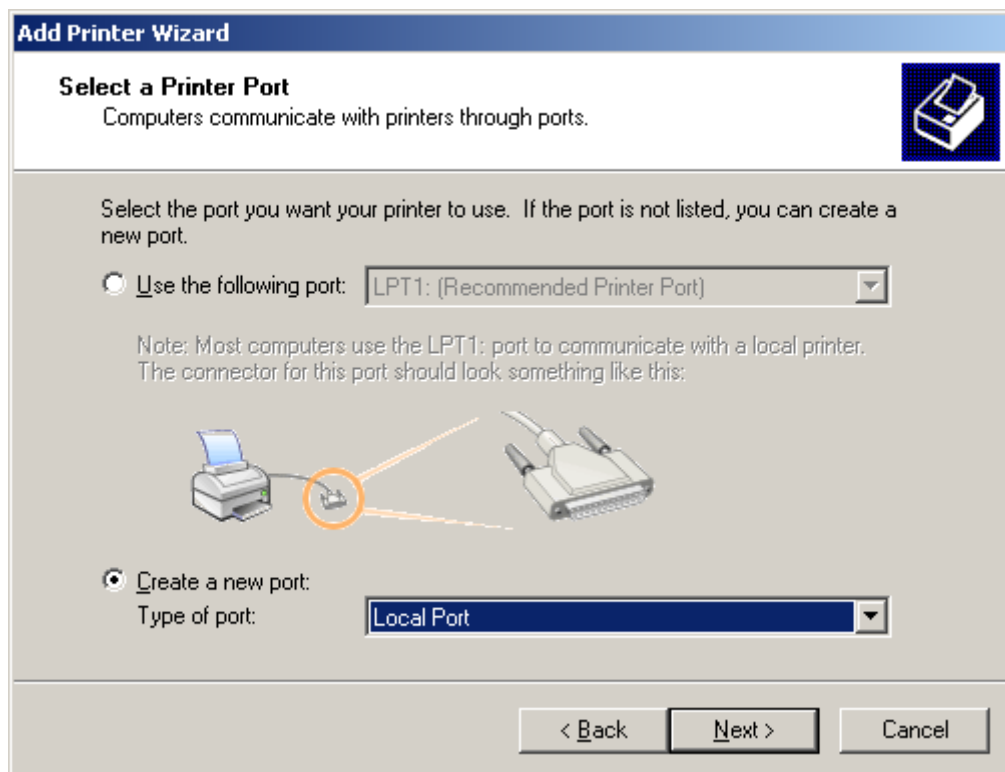 Add Printer Wizard
Select a Printer Port
Computers communicate with printers through ports.
Select the port you want your printer to use.  If the port is not listed, you can create a
new port.
Use the following port: LPT1: (Recommended Printer Port)
Note: Most computers use the LPT1: port to communicate with a local printer.
The connector for this port should look something like this:
Create a new port:
Type of port: Local Port
< Back Next > Cancel